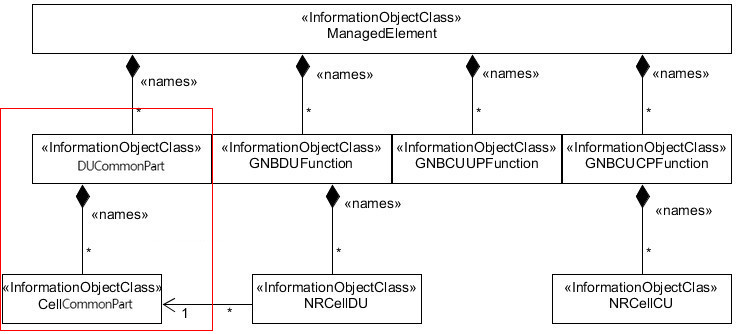 «InformationObjectClass»
ManagedElement
«names»
«names»
«names»
«names»
*
*
*
*
«InformationObjectClass»
DUCommonPart
«InformationObjectClass»
GNBDUFunction
«InformationObjectClass»
GNBCUUPFunction
«InformationObjectClass»
GNBCUCPFunction
«names»
«names»
«names»
*
*
*
«InformationObjectClass»
CellCommonPart
1
*
«InformationObjectClass»
NRCellDU
«InformationObjectClass»
NRCellCU